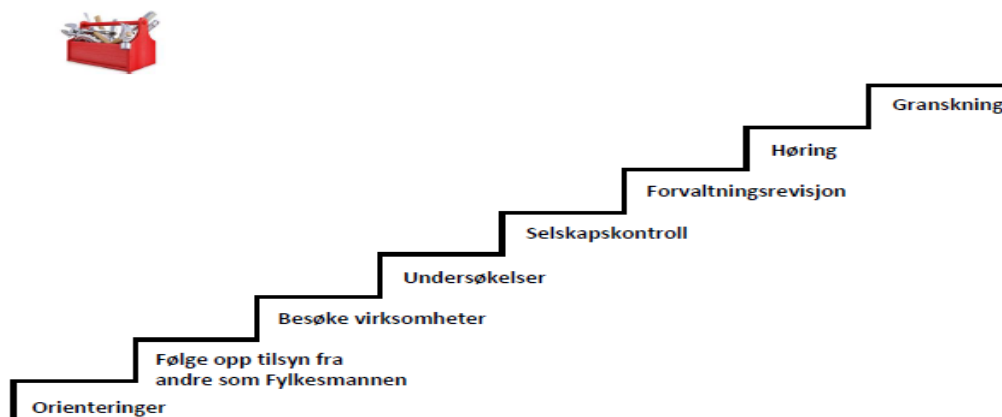 Granskning
Høring
Forvaltningsrevisjon
Selskapskontroll
Undersøkelser
Besøke virksomheter
Følge opp tilsyn fra
andre som Fylkesmannen
Orienteringer